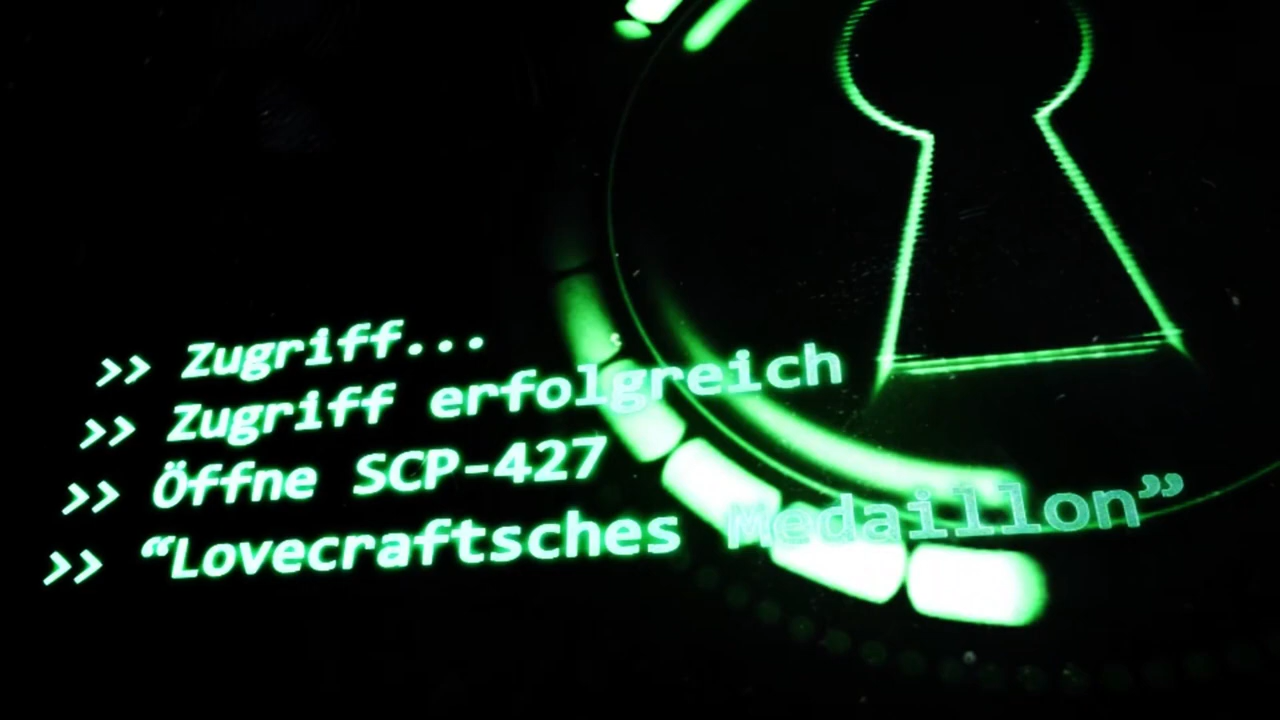 >> Zugriff...
>> Zugriff erfolgreich
>> Öffne SCP-427
>> “Lovecraftsches Medaillon”